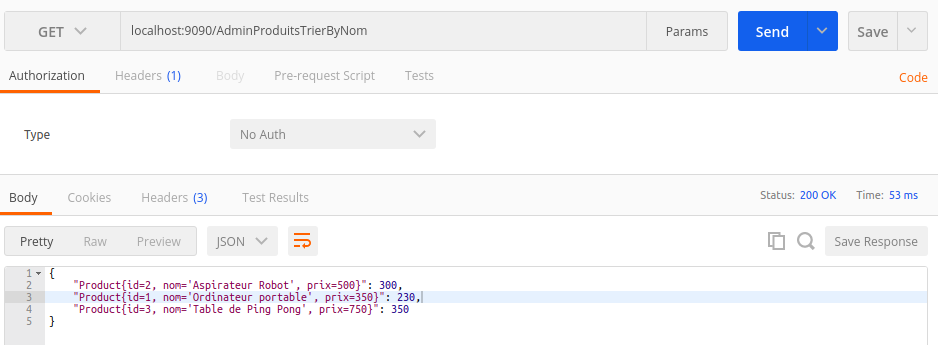 GET localhost:9090/AdminProduitsTrierByNom Params Send Save
Authorization Headers (1) Body Pre-request Script Tests Code
Type No Auth
Body Cookies Headers (3) Test Results Status: 200 OK Time: 53 ms
Pretty Raw Preview JSON Save Response
1 {
2 "Product{id=2, nom='Aspirateur Robot', prix=500}": 300,
3 "Product{id=1, nom='Ordinateur portable', prix=350}": 230,
4 "Product{id=3, nom='Table de Ping Pong', prix=750}": 350
5 }